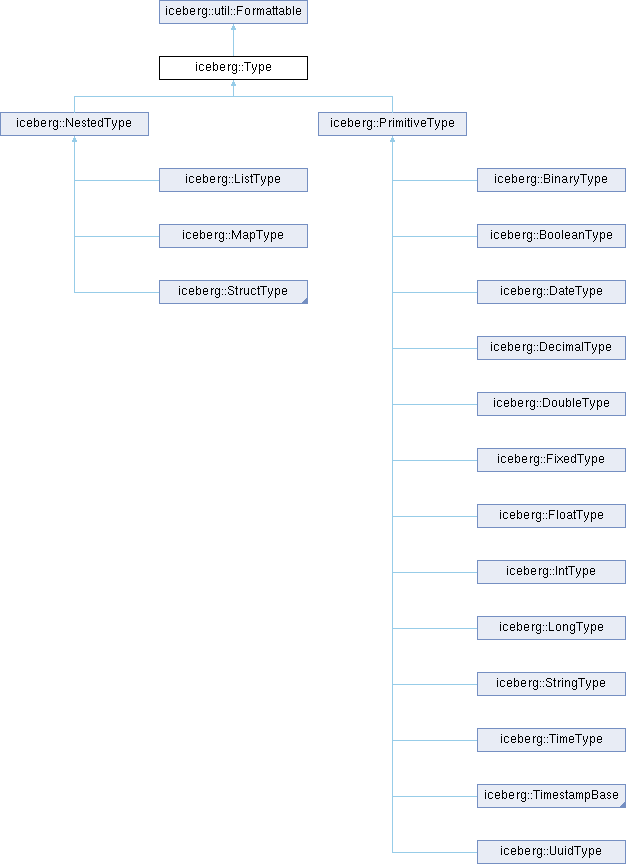 iceberg::util::Formattable
iceberg::Type
iceberg::NestedType
iceberg::PrimitiveType
iceberg::ListType
iceberg::BinaryType
iceberg::MapType
iceberg::BooleanType
iceberg::StructType
iceberg::DateType
iceberg::DecimalType
iceberg::DoubleType
iceberg::FixedType
iceberg::FloatType
iceberg::IntType
iceberg::LongType
iceberg::StringType
iceberg::TimeType
iceberg::TimestampBase
iceberg::UuidType